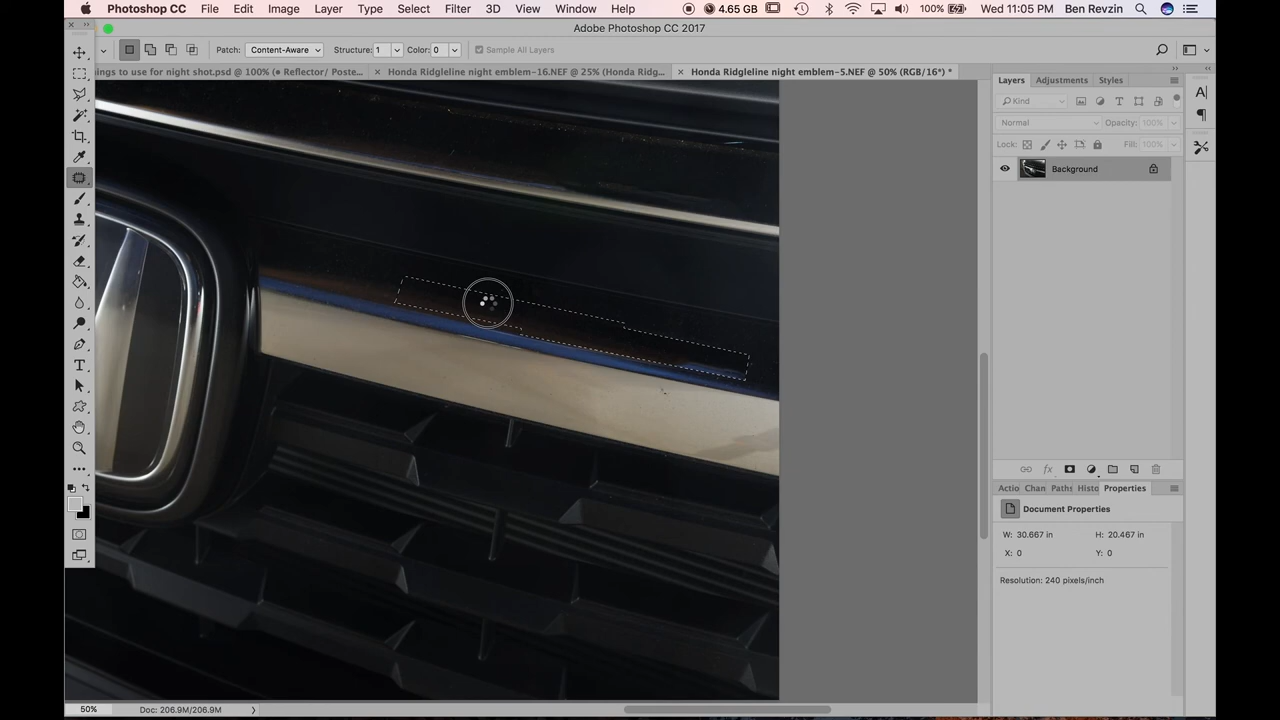 Photoshop CC File Edit Image Layer Type Select Filter 3D View Window Help 4.65 GB 100% Wed 11:05 PM Ben Revzin
Adobe Photoshop CC 2017
Patch: Content-Aware Structure: 1 Color: 0 Sample All Layers
ings to use for night shot.psd @ 100% (● Reflector/ Poste... × Honda Ridgleline night emblem-16.NEF @ 25% (Honda Ridg... × Honda Ridgleline night emblem-5.NEF @ 50% (RGB/16*) *
Layers Adjustments Styles
Kind
Normal Opacity: 100%
Lock: Fill: 100%
Background
Actio Chan Paths Histo Properties
Document Properties
W: 30.667 in H: 20.467 in
X: 0 Y: 0
Resolution: 240 pixels/inch
50% Doc: 206.9M/206.9M